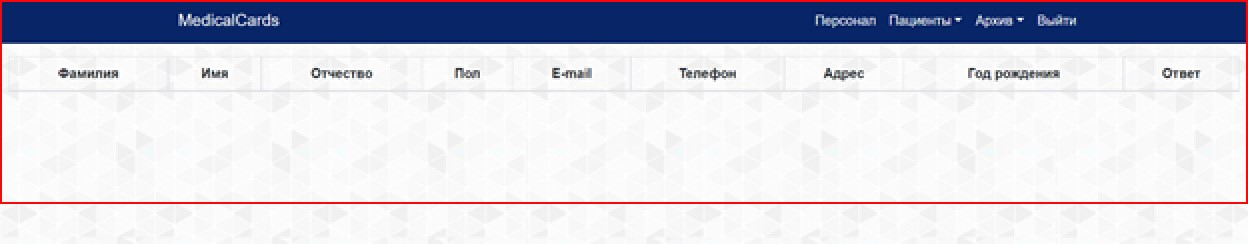 MedicalCards Персонал Пациенты Архив Выйти
Фамилия Имя Отчество Пол E-mail Телефон Адрес Год рождения Ответ